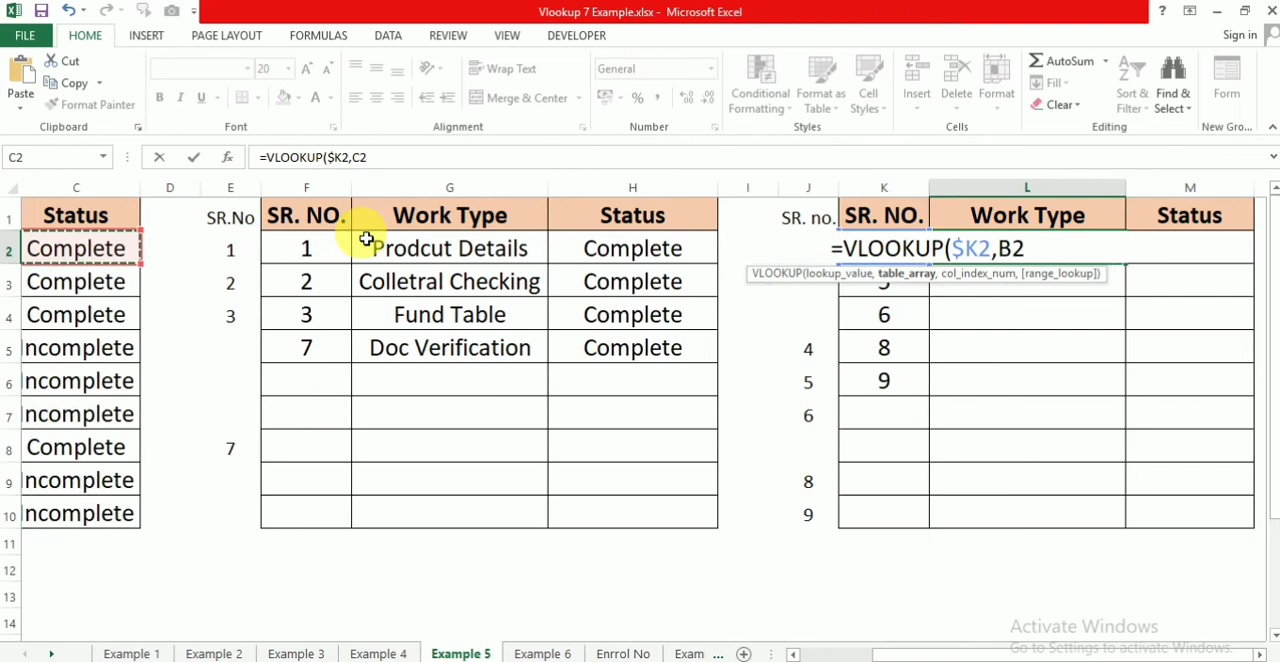 Vlookup 7 Example.xlsx - Microsoft Excel
?
Sign in
FILE HOME INSERT PAGE LAYOUT FORMULAS DATA REVIEW VIEW DEVELOPER
Cut
Copy
Format Painter
Paste
Clipboard
20
B I U
Font
Wrap Text
Merge & Center
Alignment
General
%
Number
Conditional Formatting
Format as Table
Cell Styles
Styles
Insert Delete Format
Cells
AutoSum
Fill
Clear
Sort & Filter
Find & Select
Editing
Form
New Gro...
C2 fx =VLOOKUP($K2,C2
C D E F G H I J K L M
1 Status SR.No SR. NO. Work Type Status SR. no. SR. NO. Work Type Status
2 Complete 1 1 Prodcut Details Complete =VLOOKUP($K2,B2
VLOOKUP(lookup_value, table_array, col_index_num, [range_lookup])
3 Complete 2 2 Colletral Checking Complete
4 Complete 3 3 Fund Table Complete 6
5 Incomplete 7 Doc Verification Complete 4 8
6 Incomplete 5 9
7 Incomplete 6
8 Complete 7
9 Incomplete 8
10 Incomplete 9
11
12
13
14
Activate Windows
Go to Settings to activate Windows.
Example 1 Example 2 Example 3 Example 4 Example 5 Example 6 Enrrol No Exam ...